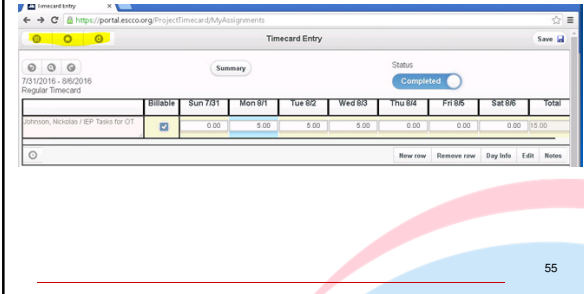 Timecard Entry
https://portal.escco.org/ProjectTimecard/MyAssignments
Timecard Entry Save
Summary Status
Completed
7/31/2016 - 8/6/2016
Regular Timecard
Billable Sun 7/31 Mon 8/1 Tue 8/2 Wed 8/3 Thu 8/4 Fri 8/5 Sat 8/6 Total
Johnson, Nickolas / IEP Tasks for OT 0.00 5.00 5.00 5.00 0.00 0.00 0.00 15.00
New row Remove row Day Info Edit Notes
55